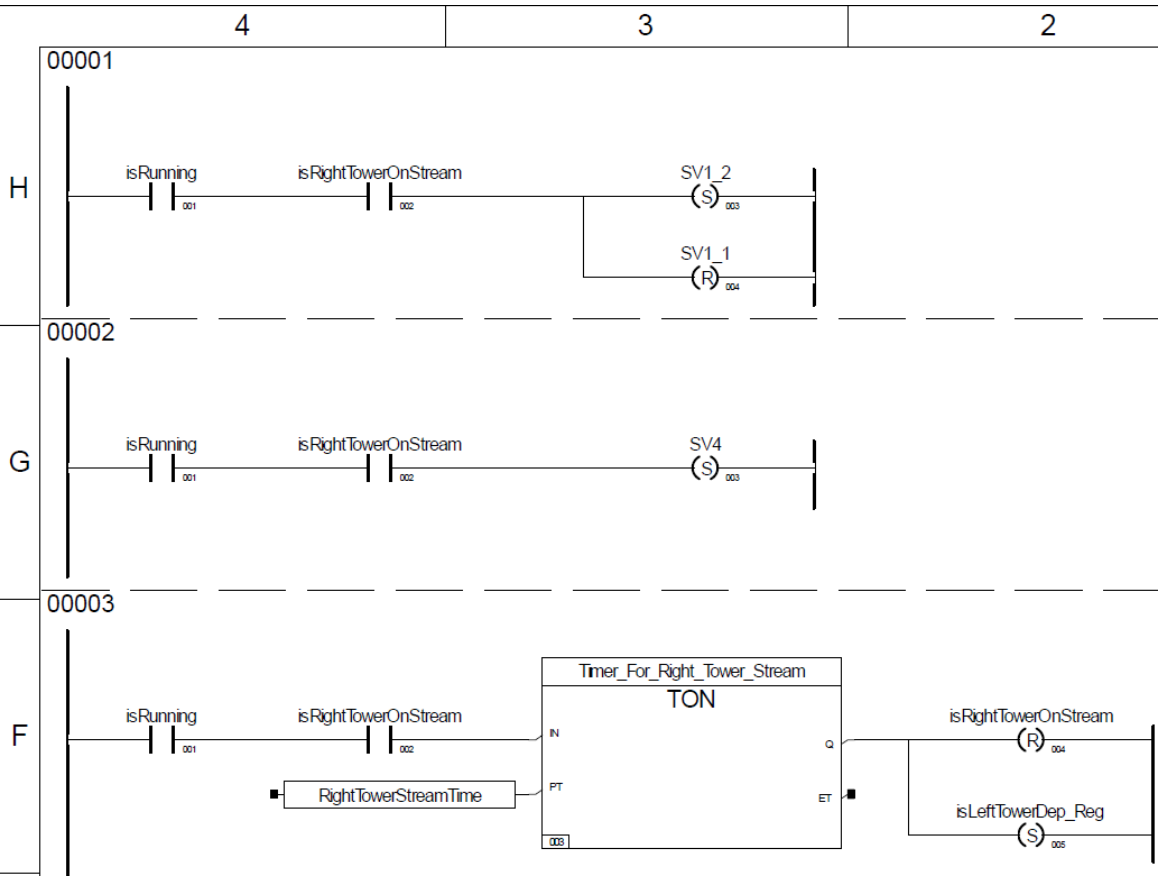 4 3 2
00001
H
isRunning isRightTowerOnStream SV1_2
S
001 002 003
SV1_1
R
004
00002
G
isRunning isRightTowerOnStream SV4
S
001 002 003
00003
F
Timer_For_Right_Tower_Stream
TON
isRunning isRightTowerOnStream isRightTowerOnStream
IN Q R
001 002 004
RightTowerStreamTime PT ET
isLeftTowerDep_Reg
S
003 005